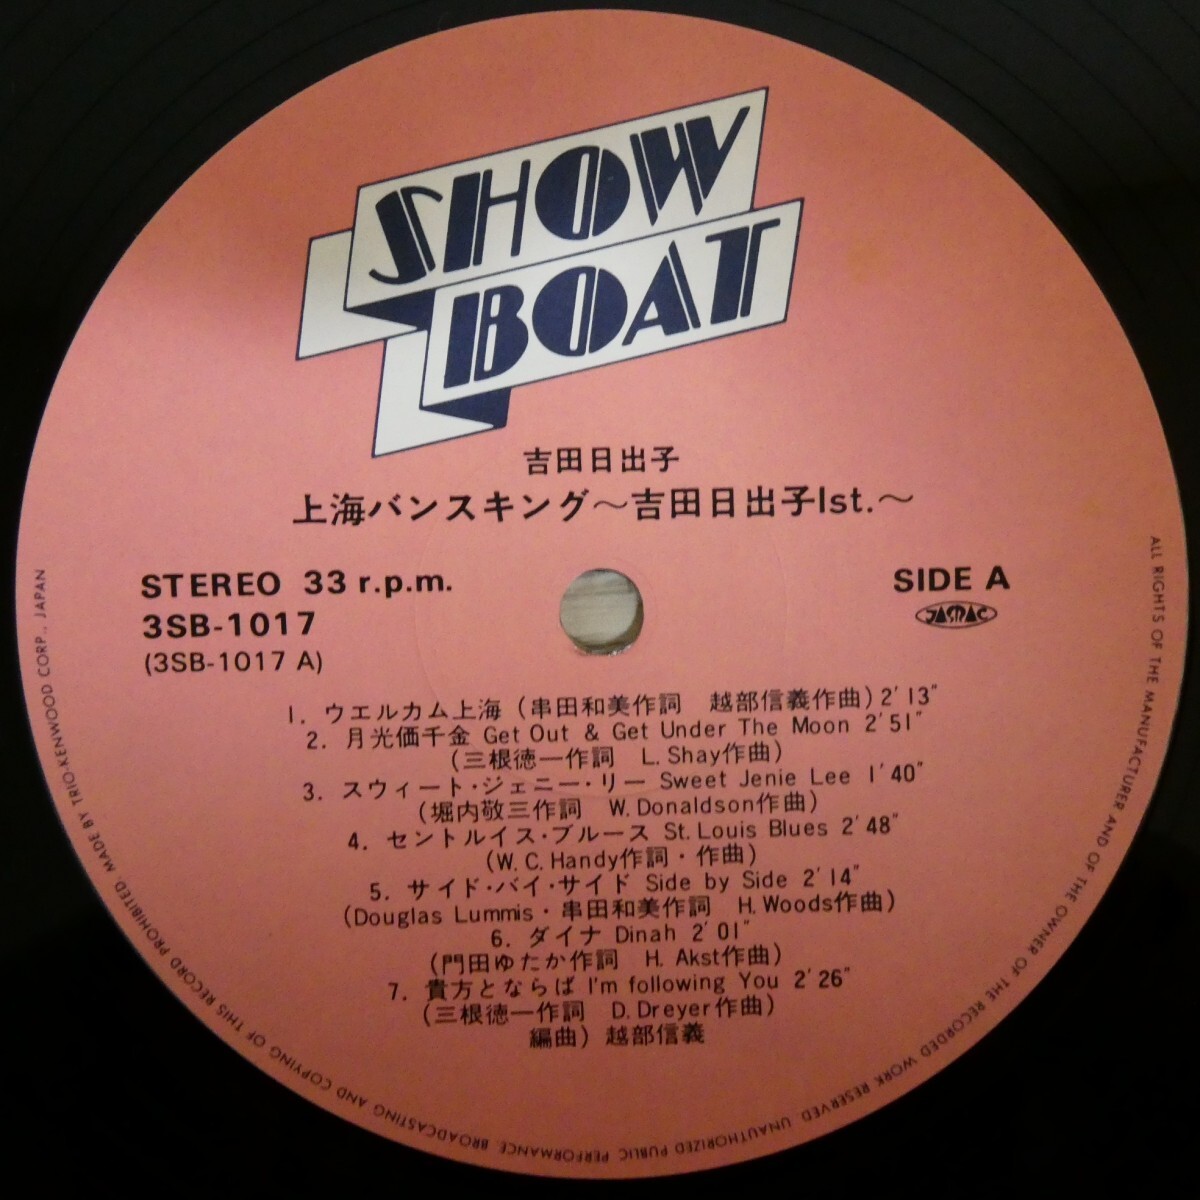 SHOW
BOAT
吉田日出子
上海バンスキング～吉田日出子Ist.～
STEREO 33 r.p.m.
3SB-1017
(3SB-1017 A)
SIDE A
JASRAC
1. ウエルカム上海 (串田和美作詞 越部信義作曲) 2'13"
2. 月光価千金 Get Out & Get Under The Moon 2'51"
(三根徳一作詞 L. Shay作曲)
3. スウィート・ジェニー・リー Sweet Jenie Lee 1'40"
(堀内敬三作詞 W. Donaldson作曲)
4. セントルイス・ブルース St. Louis Blues 2'48"
(W. C. Handy作詞・作曲)
5. サイド・バイ・サイド Side by Side 2'14"
(Douglas Lummis・串田和美作詞 H. Woods作曲)
6. ダイナ Dinah 2'01"
(門田ゆたか作詞 H. Akst作曲)
7. 貴方とならば I'm following You 2'26"
(三根徳一作詞 D. Dreyer作曲)
編曲) 越部信義
ALL RIGHTS OF THE MANUFACTURER AND OF THE OWNER OF THE RECORDED WORK RESERVED. UNAUTHORIZED PUBLIC PERFORMANCE BROADCASTING AND COPYING OF THIS RECORD PROHIBITED. MADE BY TRIO-KENWOOD CORP., JAPAN